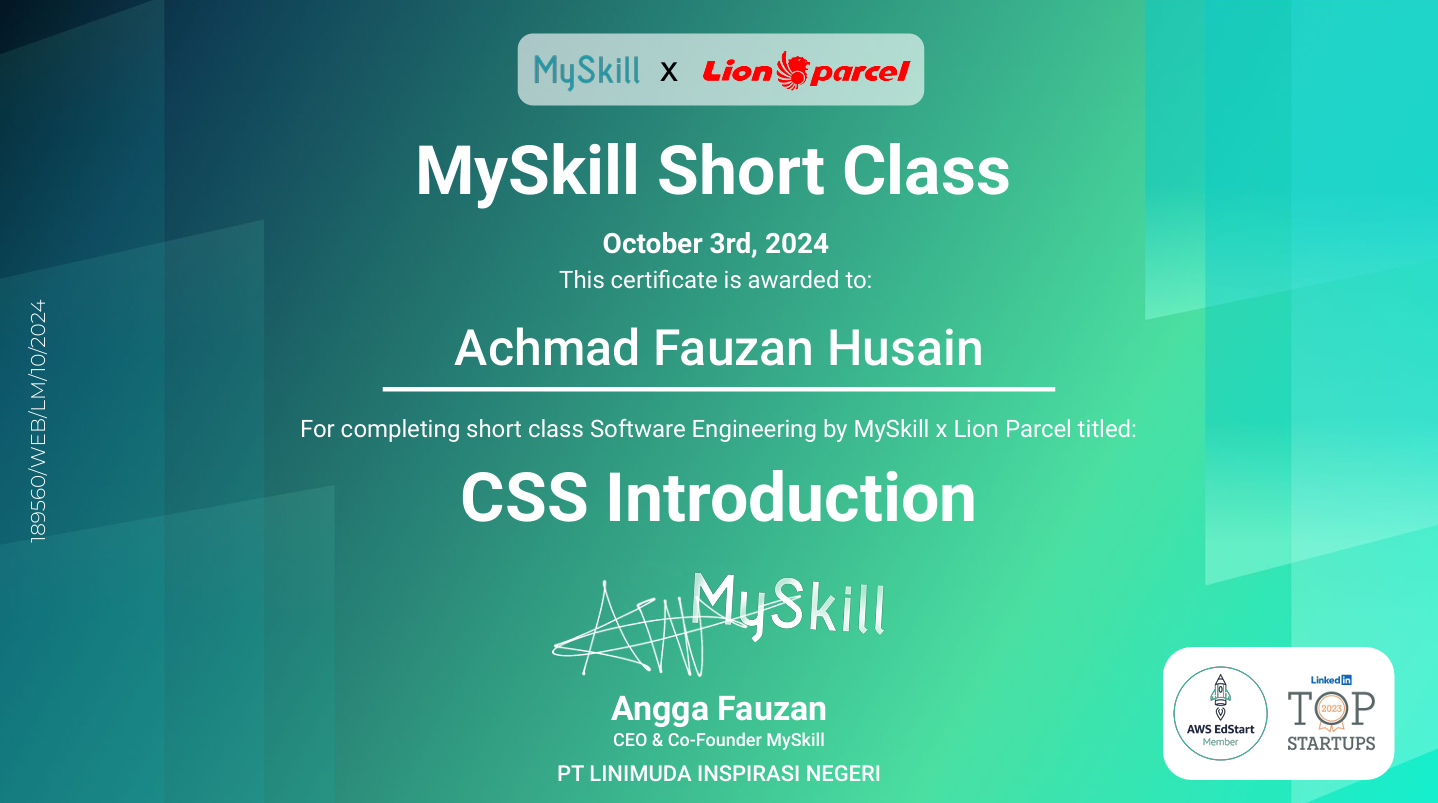 MySkill x Lion parcel
MySkill Short Class
October 3rd, 2024
This certificate is awarded to:
Achmad Fauzan Husain
For completing short class Software Engineering by MySkill x Lion Parcel titled:
CSS Introduction
MySkill
Angga Fauzan
CEO & Co-Founder MySkill
PT LINIMUDA INSPIRASI NEGERI
189560/WEB/LM/10/2024
AWS EdStart
Member
Linked in
TOP
2023
STARTUPS